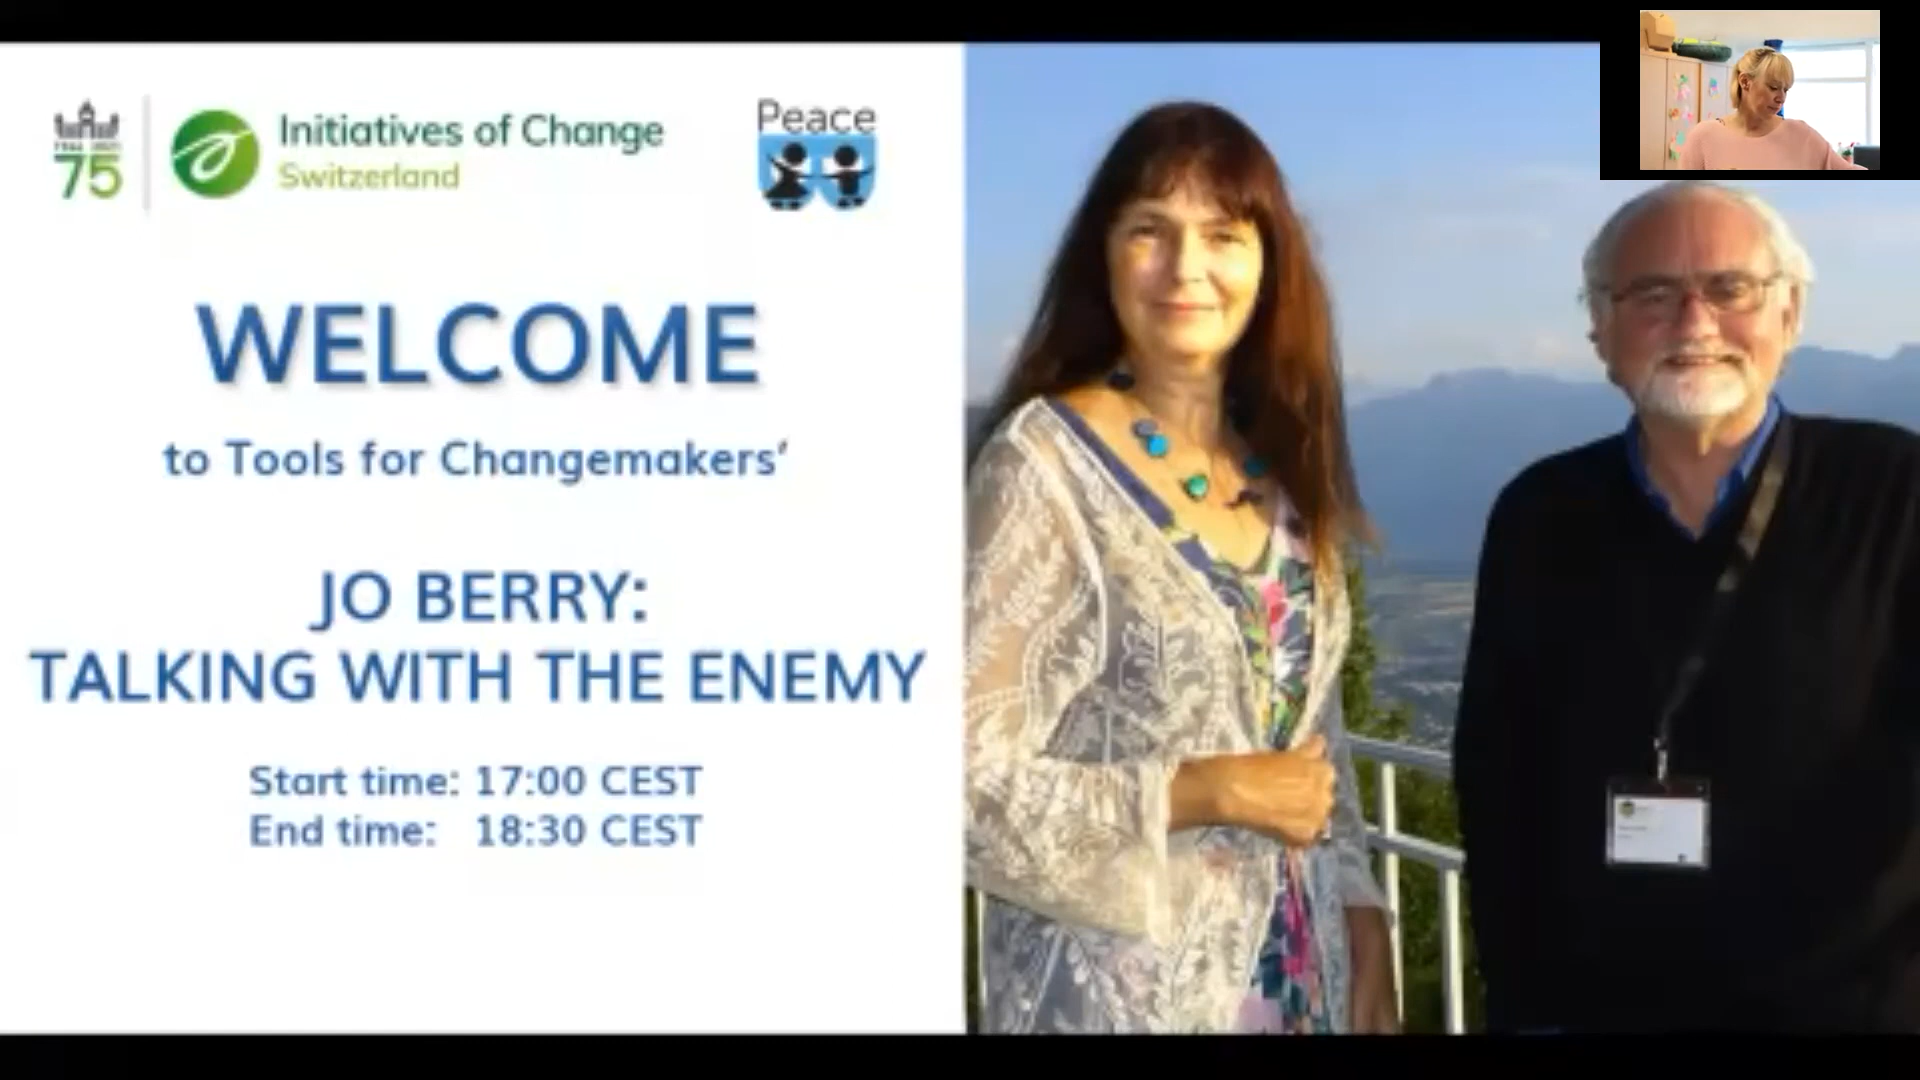 75
Initiatives of Change
Switzerland
Peace
WELCOME
to Tools for Changemakers’
JO BERRY:
TALKING WITH THE ENEMY
Start time: 17:00 CEST
End time: 18:30 CEST